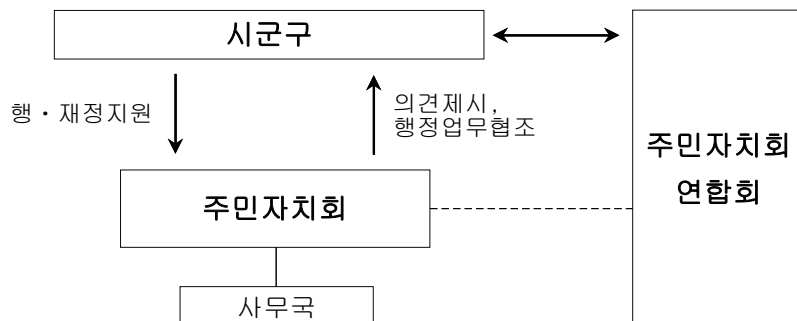 시군구
행・재정지원
의견제시,
행정업무협조
주민자치회
연합회
주민자치회
사무국